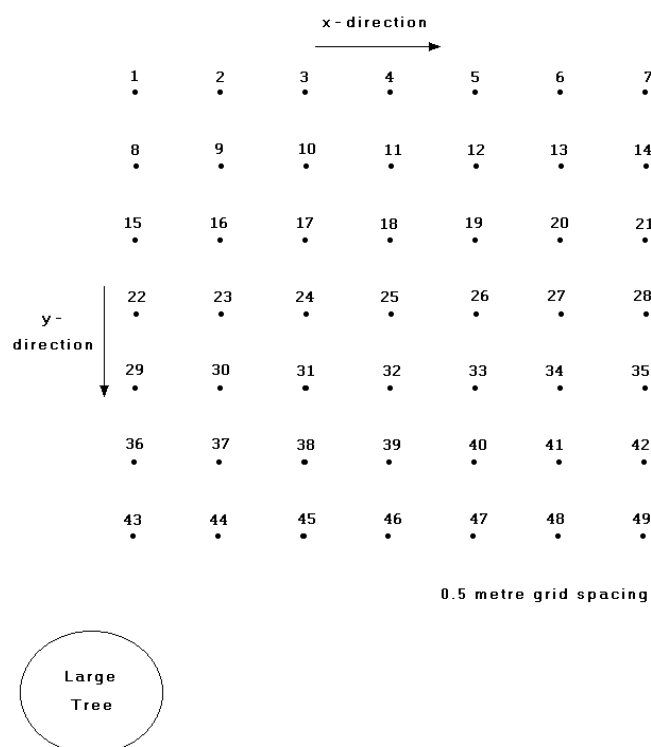 x-direction
1 2 3 4 5 6 7
8 9 10 11 12 13 14
15 16 17 18 19 20 21
22 23 24 25 26 27 28
y-
direction
29 30 31 32 33 34 35
36 37 38 39 40 41 42
43 44 45 46 47 48 49
0.5 metre grid spacing
Large
Tree